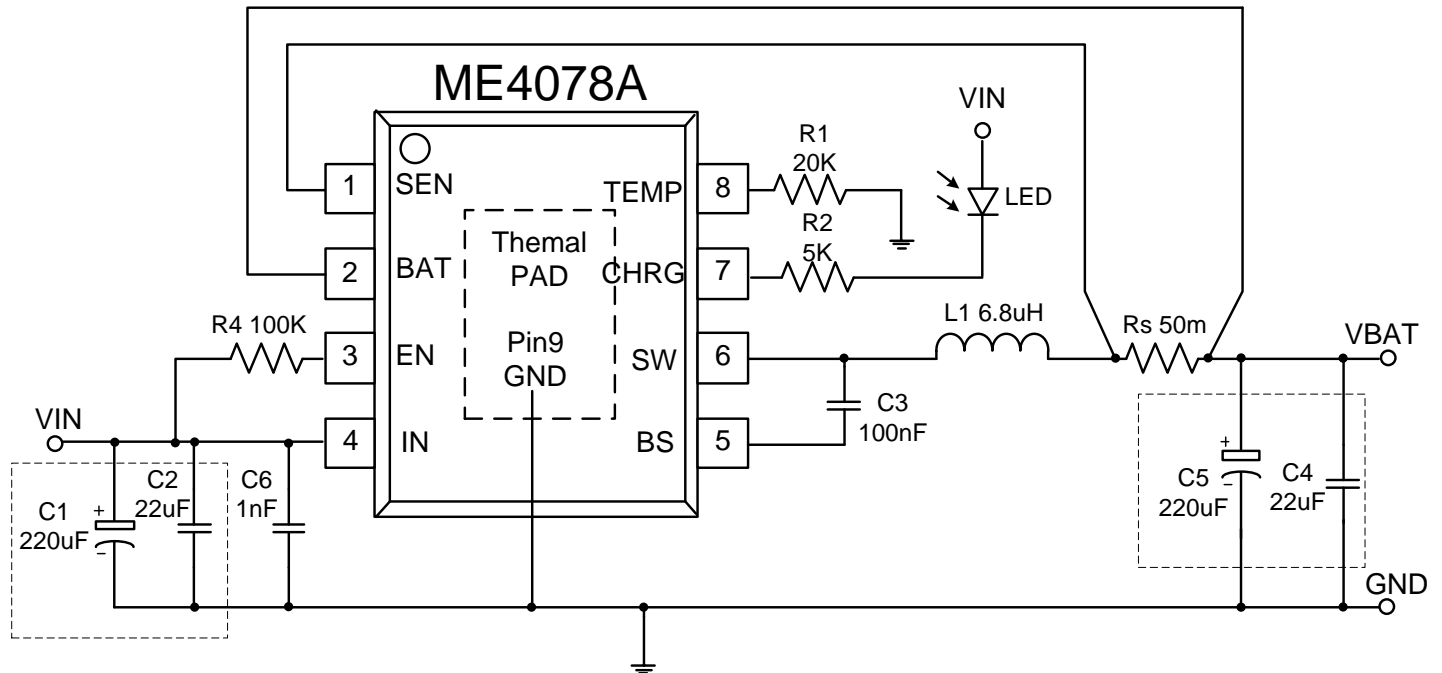 ME4078A
VIN
R1
20K
1
SEN
TEMP
8
LED
R2
5K
Themal
PAD
2
BAT
CHRG
7
R4 100K
L1 6.8uH
Rs 50m
VBAT
3
EN
Pin9
GND
SW
6
VIN
C3
100nF
4
IN
BS
5
C2
22uF
C6
1nF
C1
220uF
+
−
+
−
C5
220uF
C4
22uF
GND